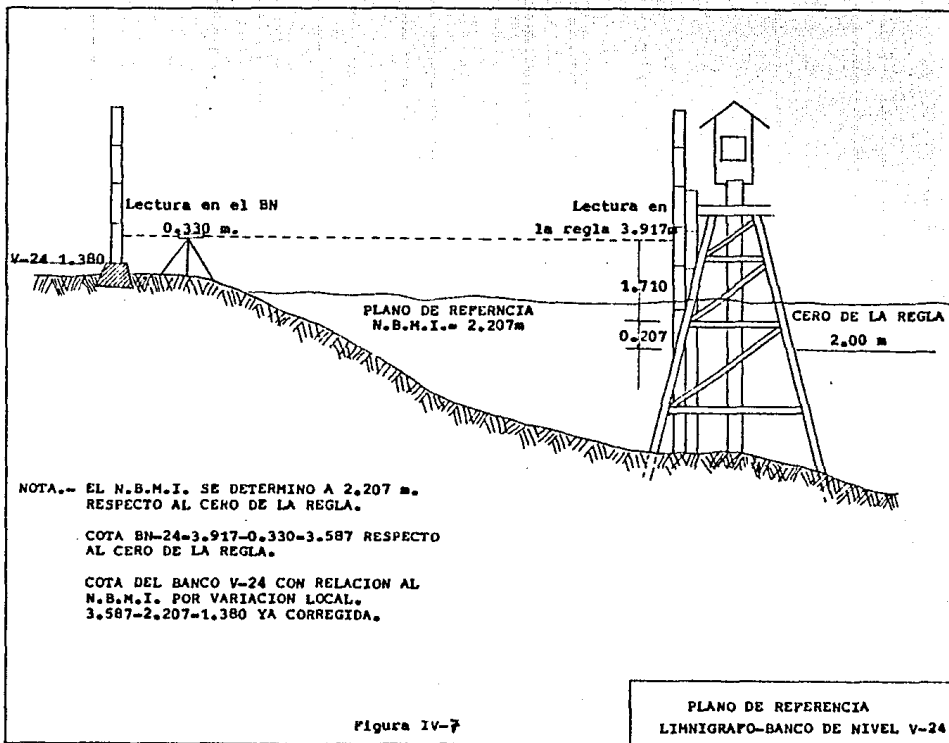 Lectura en el BN
0.330 m.
Lectura en
la regla 3.917m
V-24 1.380
1.710
PLANO DE REFERNCIA
N.B.M.I.= 2.207m
0.207
CERO DE LA REGLA
2.00 m
NOTA.- EL N.B.M.I. SE DETERMINO A 2.207 m.
RESPECTO AL CERO DE LA REGLA.
COTA BN-24=3.917-0.330=3.587 RESPECTO
AL CERO DE LA REGLA.
COTA DEL BANCO V-24 CON RELACION AL
N.B.M.I. POR VARIACION LOCAL.
3.587-2.207=1.380 YA CORREGIDA.
Figura IV-7
PLANO DE REFERENCIA
LIMNIGRAFO-BANCO DE NIVEL V-24